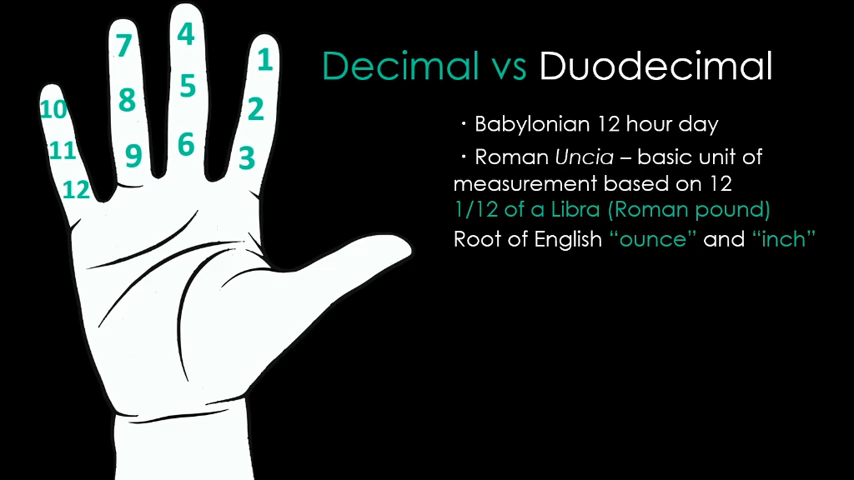 Decimal vs Duodecimal
· Babylonian 12 hour day
· Roman Uncia – basic unit of
measurement based on 12
1/12 of a Libra (Roman pound)
Root of English “ounce” and “inch”
1
2
3
4
5
6
7
8
9
10
11
12